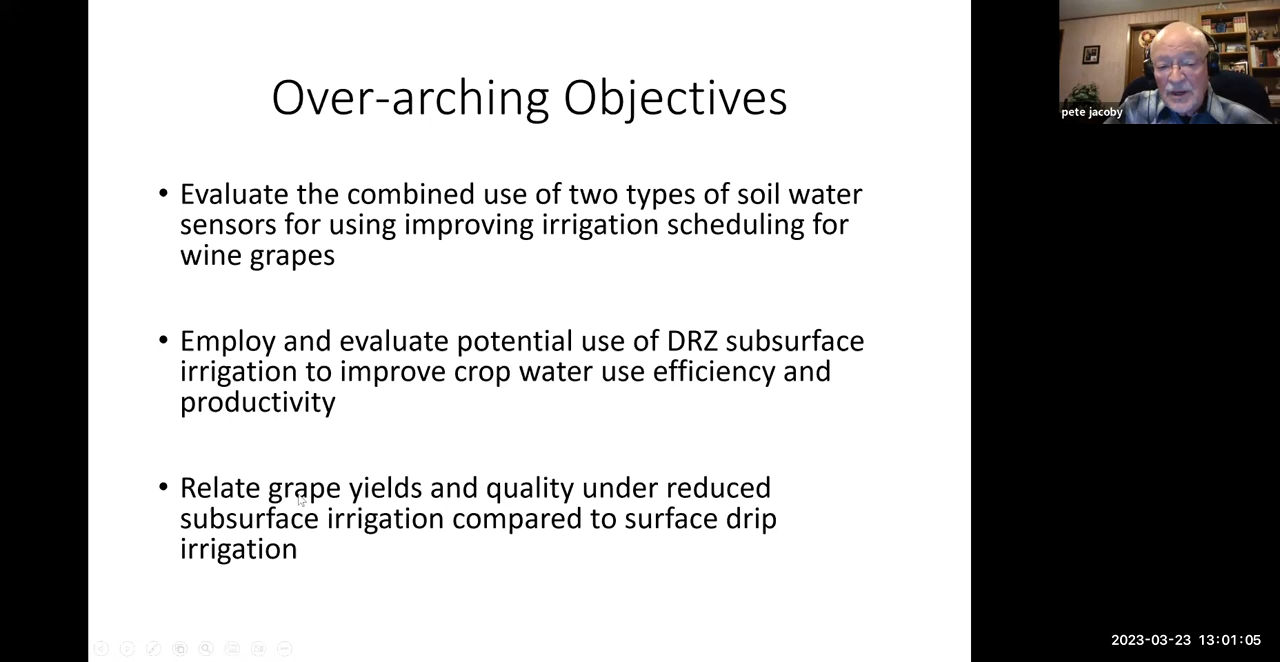 Over-arching Objectives
• Evaluate the combined use of two types of soil water
sensors for using improving irrigation scheduling for
wine grapes
• Employ and evaluate potential use of DRZ subsurface
irrigation to improve crop water use efficiency and
productivity
• Relate grape yields and quality under reduced
subsurface irrigation compared to surface drip
irrigation
pete jacoby
2023-03-23 13:01:05